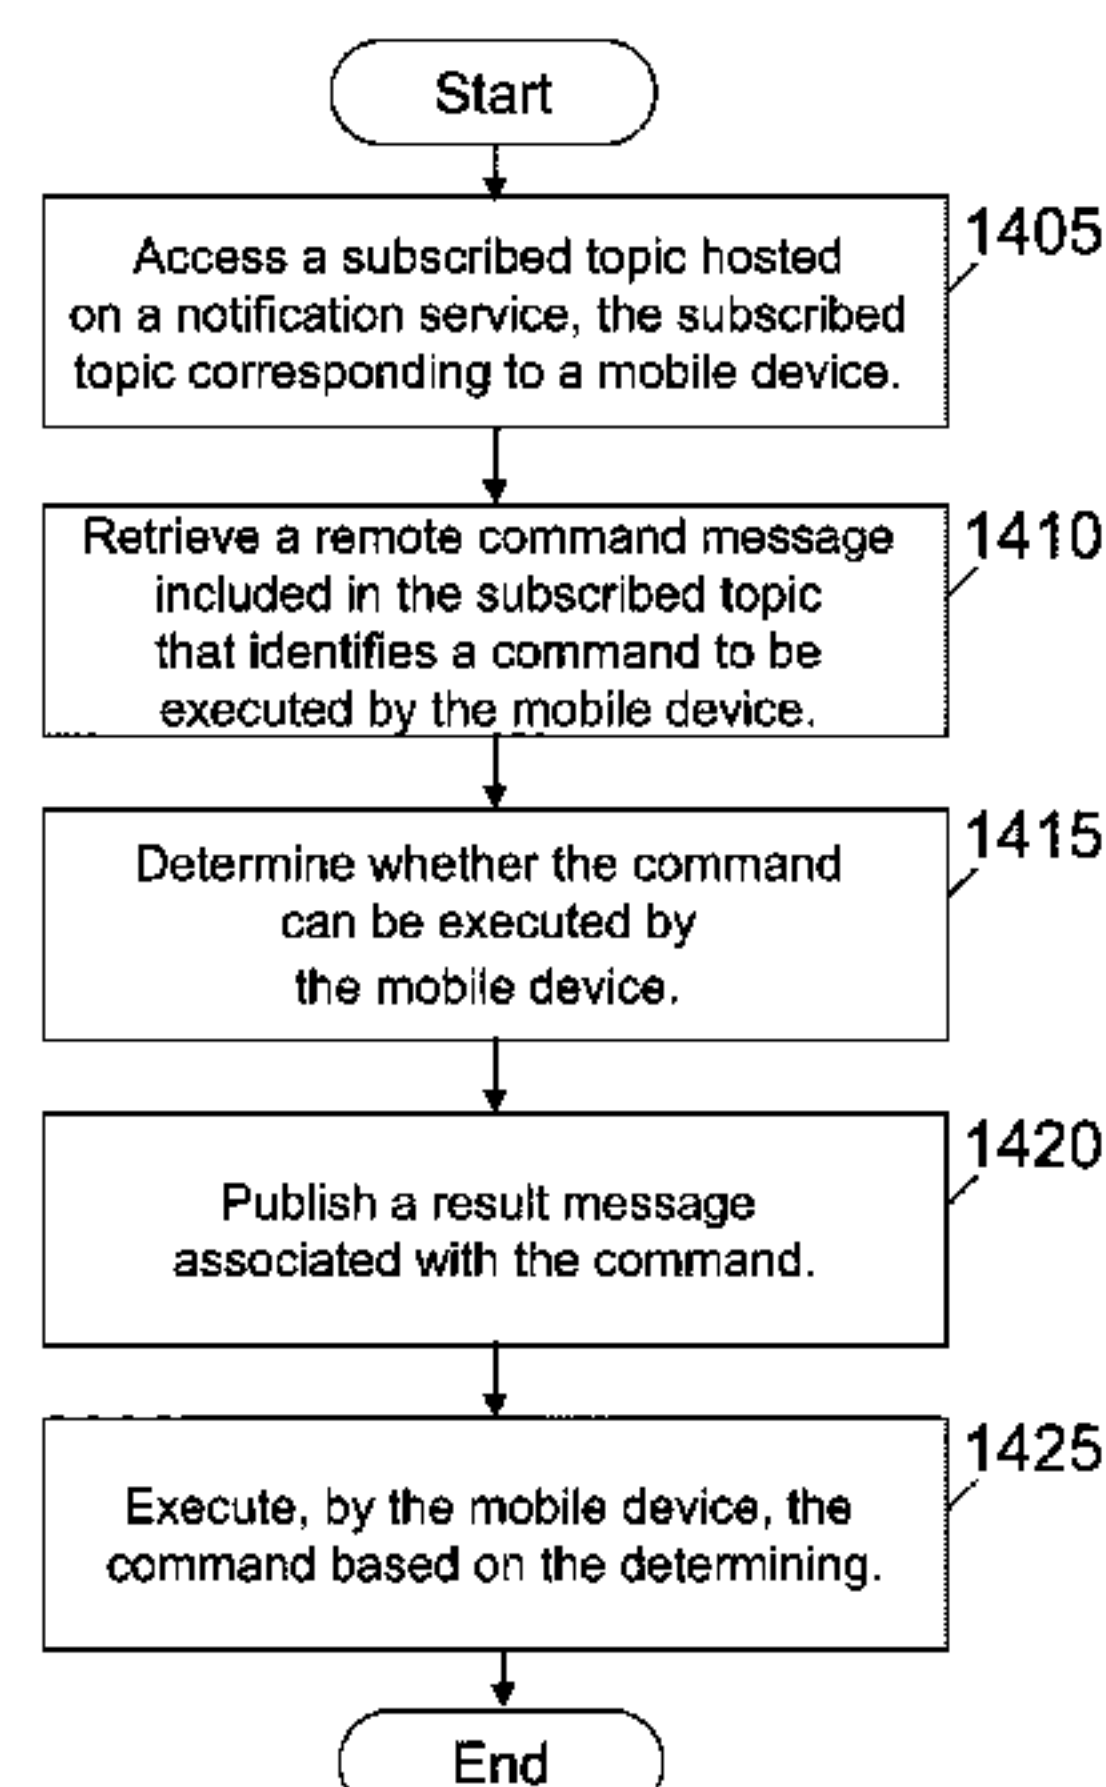 Start
Access a subscribed topic hosted
on a notification service, the subscribed
topic corresponding to a mobile device.
1405
Retrieve a remote command message
included in the subscribed topic
that identifies a command to be
executed by the mobile device.
1410
Determine whether the command
can be executed by
the mobile device.
1415
Publish a result message
associated with the command.
1420
Execute, by the mobile device, the
command based on the determining.
1425
End